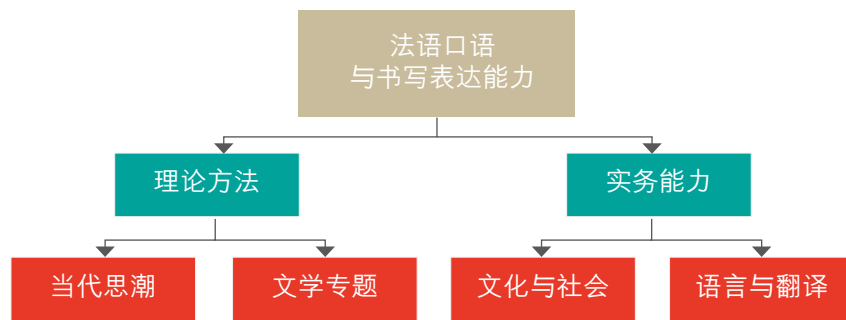 法语口语
与书写表达能力
理论方法
实务能力
当代思潮
文学专题
文化与社会
语言与翻译